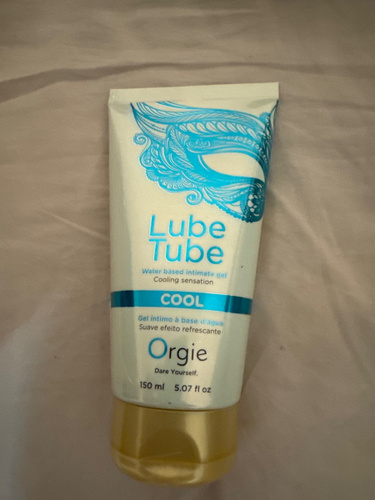 Lube
Tube
Water based intimate gel
Cooling sensation
COOL
Gel íntimo à base d'água
Suave efeito refrescante
Orgie
Dare Yourself.
150 ml 5.07 fl oz